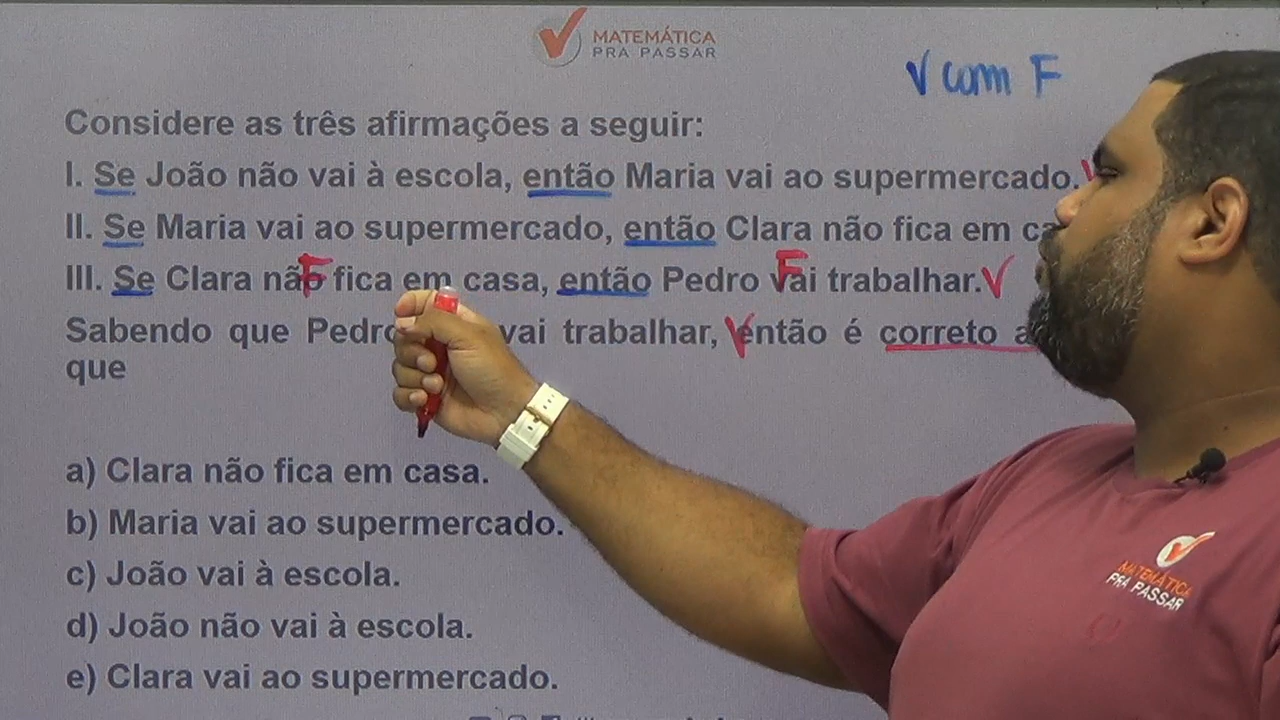 MATEMÁTICA
PRA PASSAR
V com F
Considere as três afirmações a seguir:
I. Se João não vai à escola, então Maria vai ao supermercado. V
II. Se Maria vai ao supermercado, então Clara não fica em
F F
III. Se Clara não fica em casa, então Pedro vai trabalhar. V
Sabendo que Pedro vai trabalhar, V então é correto
que
a) Clara não fica em casa.
b) Maria vai ao supermercado.
c) João vai à escola.
d) João não vai à escola.
e) Clara vai ao supermercado.
MATEMÁTICA
PRA PASSAR